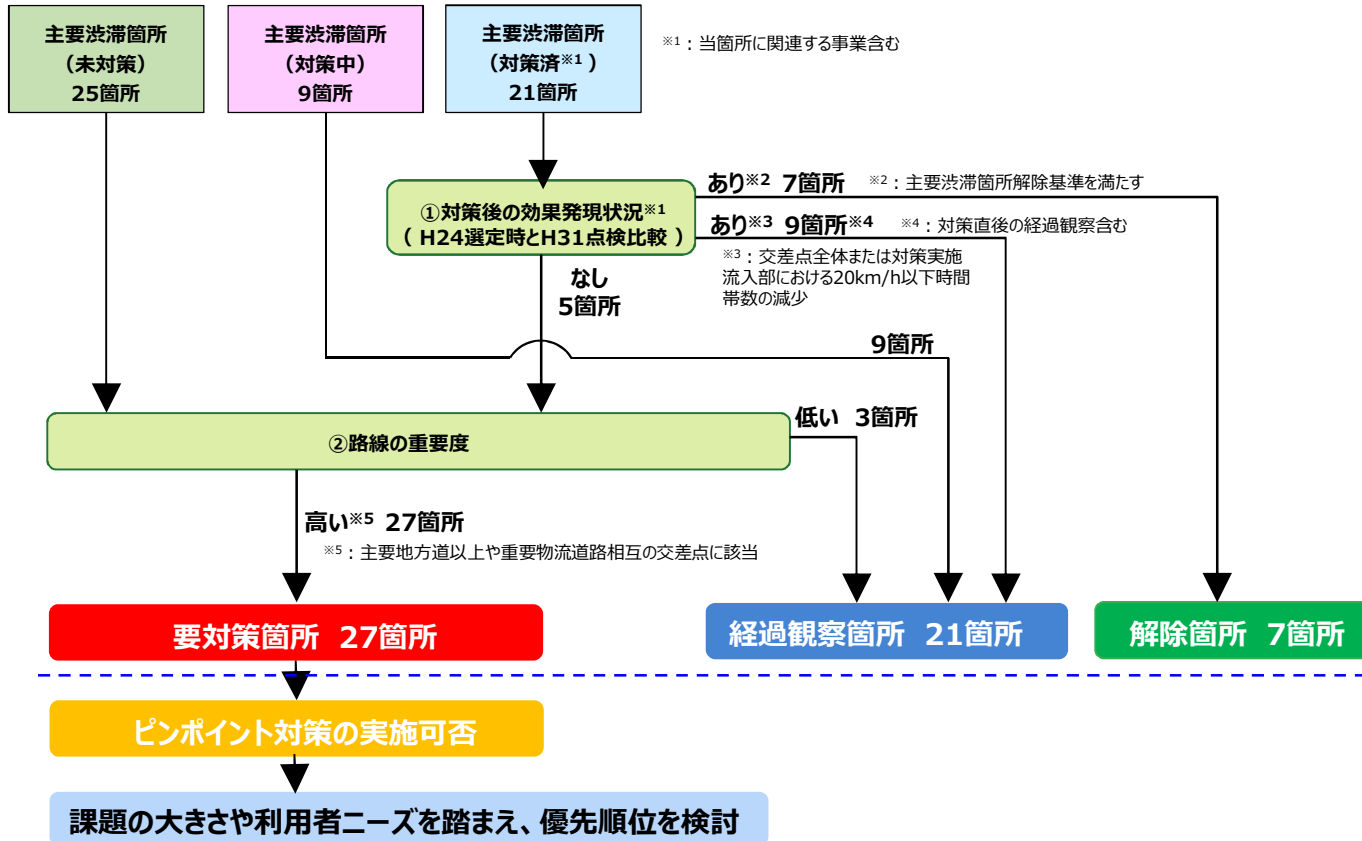 主要渋滞箇所
（未対策）
25箇所
主要渋滞箇所
（対策中）
9箇所
主要渋滞箇所
（対策済※1）
21箇所
※1：当箇所に関連する事業含む
①対策後の効果発現状況※1
（ H24選定時とH31点検比較 ）
あり※2 7箇所
※2：主要渋滞箇所解除基準を満たす
あり※3 9箇所※4
※4：対策直後の経過観察含む
※3：交差点全体または対策実施
流入部における20km/h以下時間
帯数の減少
なし
5箇所
9箇所
②路線の重要度
低い 3箇所
高い※5 27箇所
※5：主要地方道以上や重要物流道路相互の交差点に該当
要対策箇所 27箇所
経過観察箇所 21箇所
解除箇所 7箇所
ピンポイント対策の実施可否
課題の大きさや利用者ニーズを踏まえ、優先順位を検討